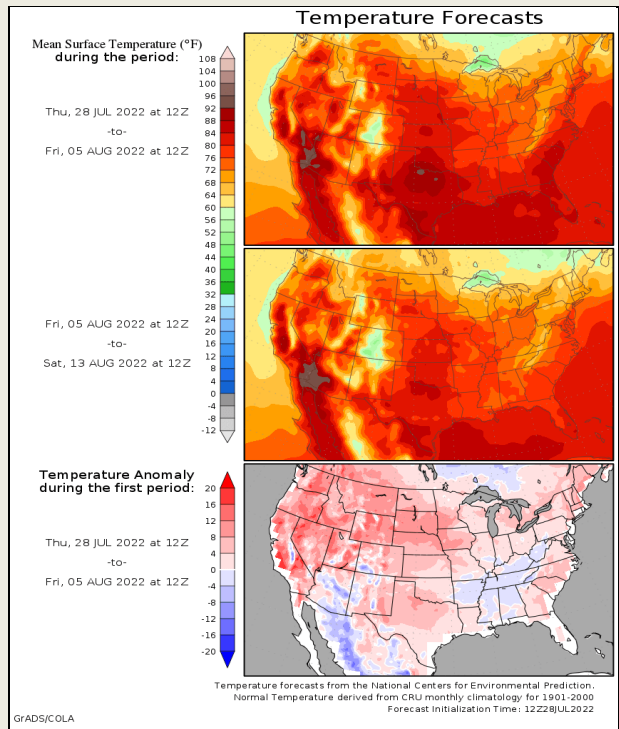 Temperature Forecasts
Mean Surface Temperature (°F)
during the period:
Thu, 28 JUL 2022 at 12Z
-to-
Fri, 05 AUG 2022 at 12Z
108
104
100
96
92
88
84
80
76
72
68
64
60
56
52
48
44
40
36
32
28
24
20
16
12
8
4
0
-4
-8
-12
Fri, 05 AUG 2022 at 12Z
-to-
Sat, 13 AUG 2022 at 12Z
Temperature Anomaly
during the first period:
Thu, 28 JUL 2022 at 12Z
-to-
Fri, 05 AUG 2022 at 12Z
20
16
12
8
4
0
-4
-8
-12
-16
-20
Temperature forecasts from the National Centers for Environmental Prediction.
Normal Temperature derived from CRU monthly climatology for 1901-2000
Forecast Initialization Time: 12Z28JUL2022
GrADS/COLA